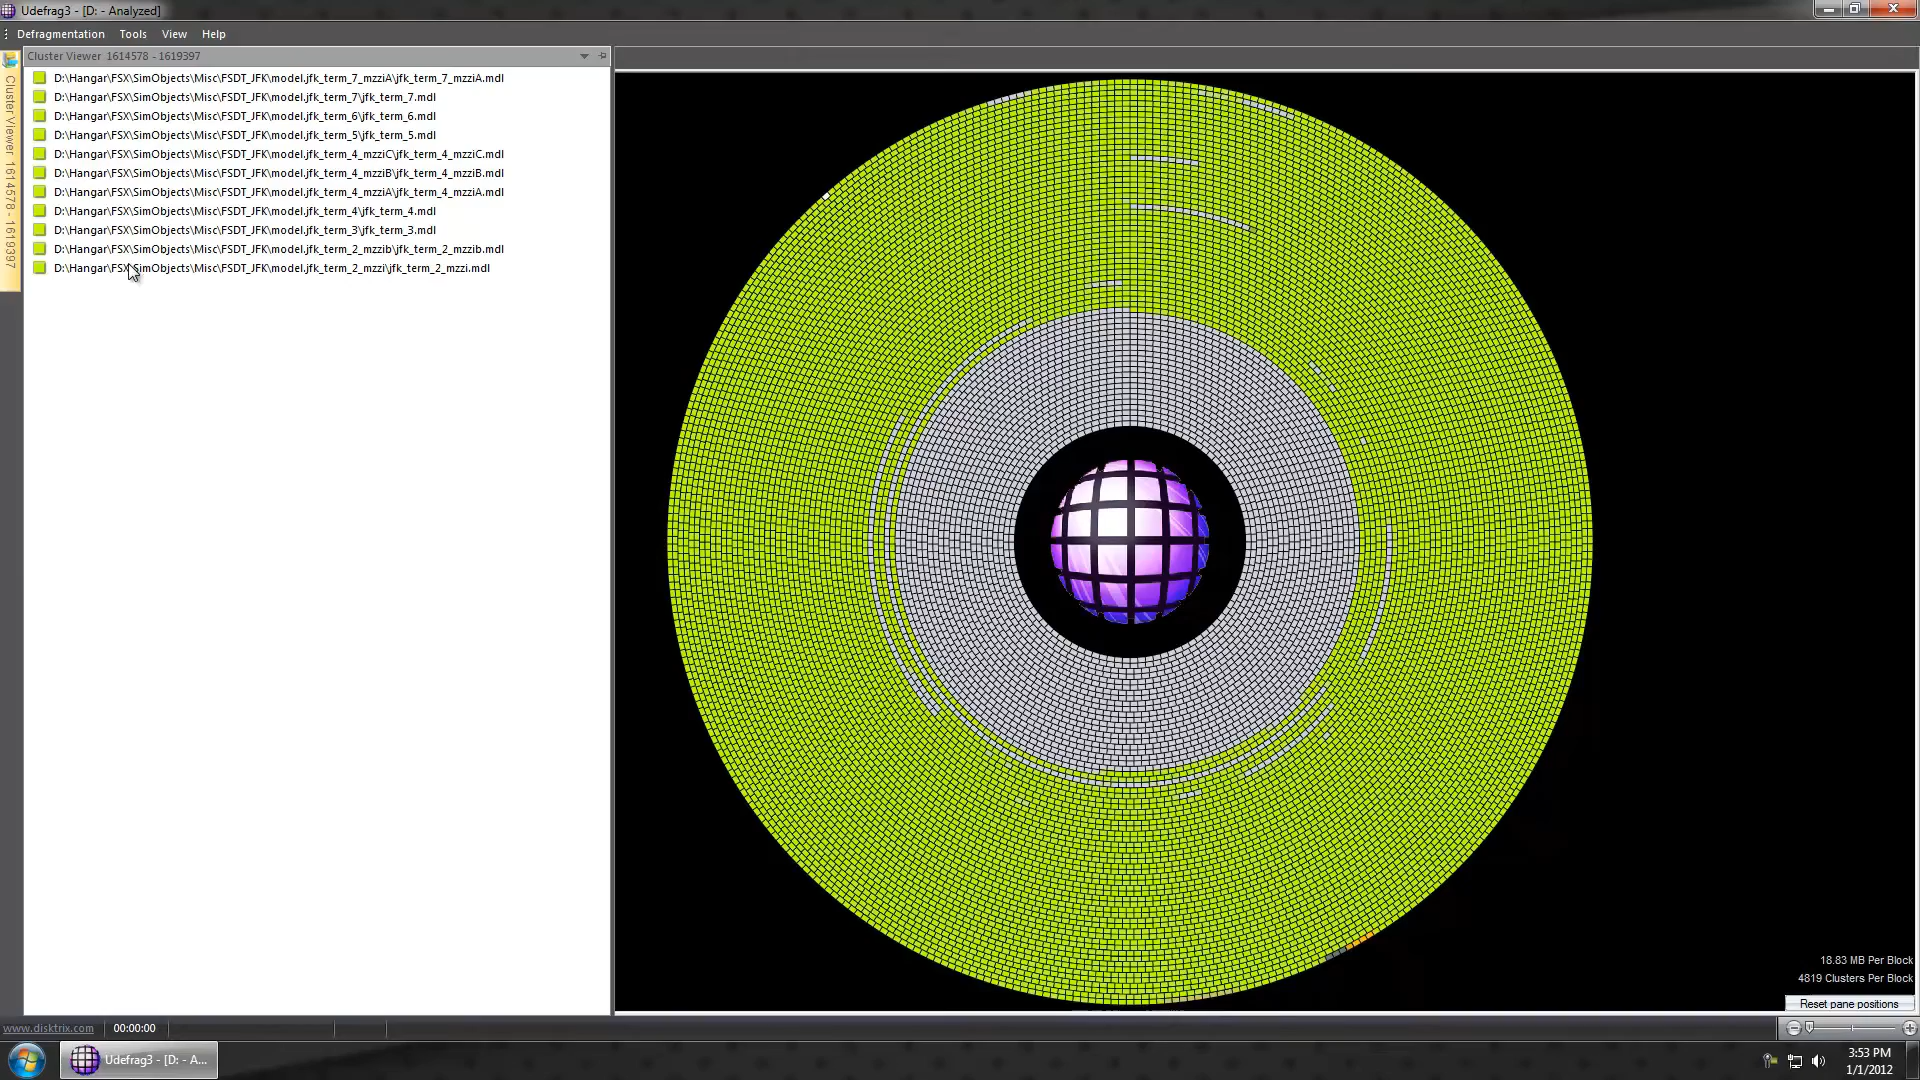 Udefrag3 - [D: - Analyzed]
Defragmentation Tools View Help
Cluster Viewer 1614578 - 1619397
Cluster Viewer 1614578 - 1619397
D:\Hangar\FSX\SimObjects\Misc\FSDT_JFK\model.jfk_term_7_mzziA\jfk_term_7_mzziA.mdl
D:\Hangar\FSX\SimObjects\Misc\FSDT_JFK\model.jfk_term_7\jfk_term_7.mdl
D:\Hangar\FSX\SimObjects\Misc\FSDT_JFK\model.jfk_term_6\jfk_term_6.mdl
D:\Hangar\FSX\SimObjects\Misc\FSDT_JFK\model.jfk_term_5\jfk_term_5.mdl
D:\Hangar\FSX\SimObjects\Misc\FSDT_JFK\model.jfk_term_4_mzziC\jfk_term_4_mzziC.mdl
D:\Hangar\FSX\SimObjects\Misc\FSDT_JFK\model.jfk_term_4_mzziB\jfk_term_4_mzziB.mdl
D:\Hangar\FSX\SimObjects\Misc\FSDT_JFK\model.jfk_term_4_mzziA\jfk_term_4_mzziA.mdl
D:\Hangar\FSX\SimObjects\Misc\FSDT_JFK\model.jfk_term_4\jfk_term_4.mdl
D:\Hangar\FSX\SimObjects\Misc\FSDT_JFK\model.jfk_term_3\jfk_term_3.mdl
D:\Hangar\FSX\SimObjects\Misc\FSDT_JFK\model.jfk_term_2_mzzib\jfk_term_2_mzzib.mdl
D:\Hangar\FSX\SimObjects\Misc\FSDT_JFK\model.jfk_term_2_mzzi\jfk_term_2_mzzi.mdl
18.83 MB Per Block
4819 Clusters Per Block
Reset pane positions
www.disktrix.com 00:00:00
Udefrag3 - [D: - A...
3:53 PM
1/1/2012